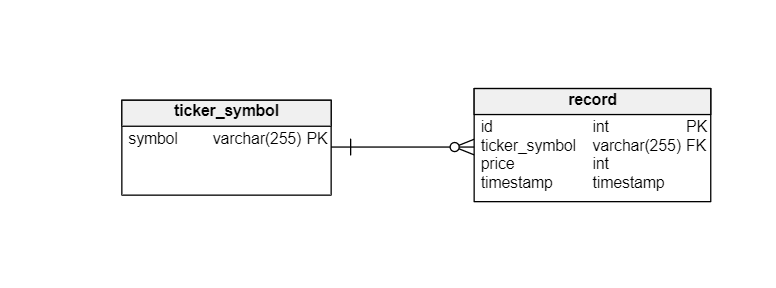 ticker_symbol
symbol varchar(255) PK
record
id int PK
ticker_symbol varchar(255) FK
price int
timestamp timestamp